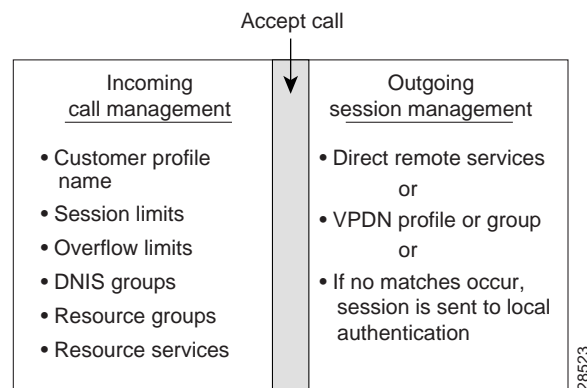 Accept call
Incoming
call management
• Customer profile
name
• Session limits
• Overflow limits
• DNIS groups
• Resource groups
• Resource services
Outgoing
session management
• Direct remote services
or
• VPDN profile or group
or
• If no matches occur,
session is sent to local
authentication
28523